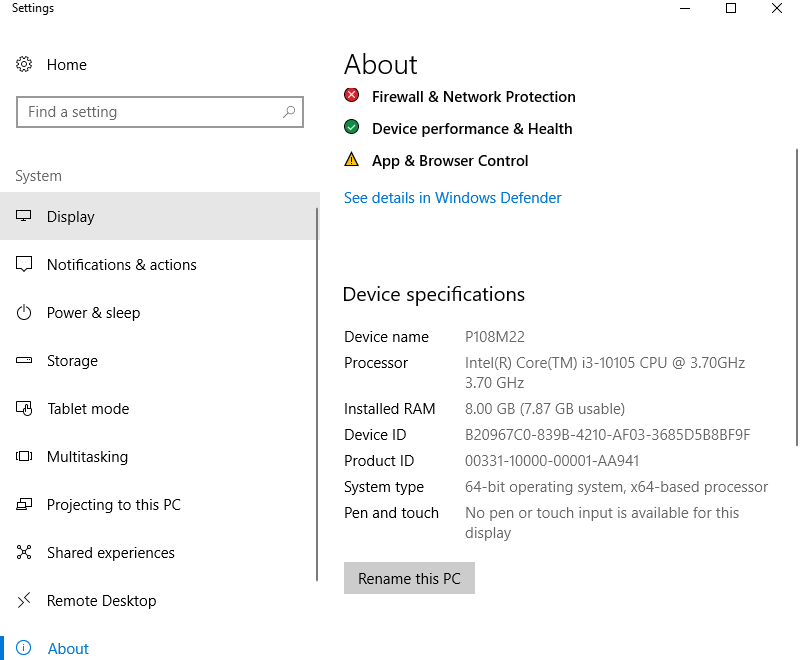 Settings
Home
Find a setting
System
Display
Notifications & actions
Power & sleep
Storage
Tablet mode
Multitasking
Projecting to this PC
Shared experiences
Remote Desktop
About
About
Firewall & Network Protection
Device performance & Health
App & Browser Control
See details in Windows Defender
Device specifications
Device name P108M22
Processor Intel(R) Core(TM) i3-10105 CPU @ 3.70GHz
3.70 GHz
Installed RAM 8.00 GB (7.87 GB usable)
Device ID B20967C0-839B-4210-AF03-3685D5B8BF9F
Product ID 00331-10000-00001-AA941
System type 64-bit operating system, x64-based processor
Pen and touch No pen or touch input is available for this
display
Rename this PC